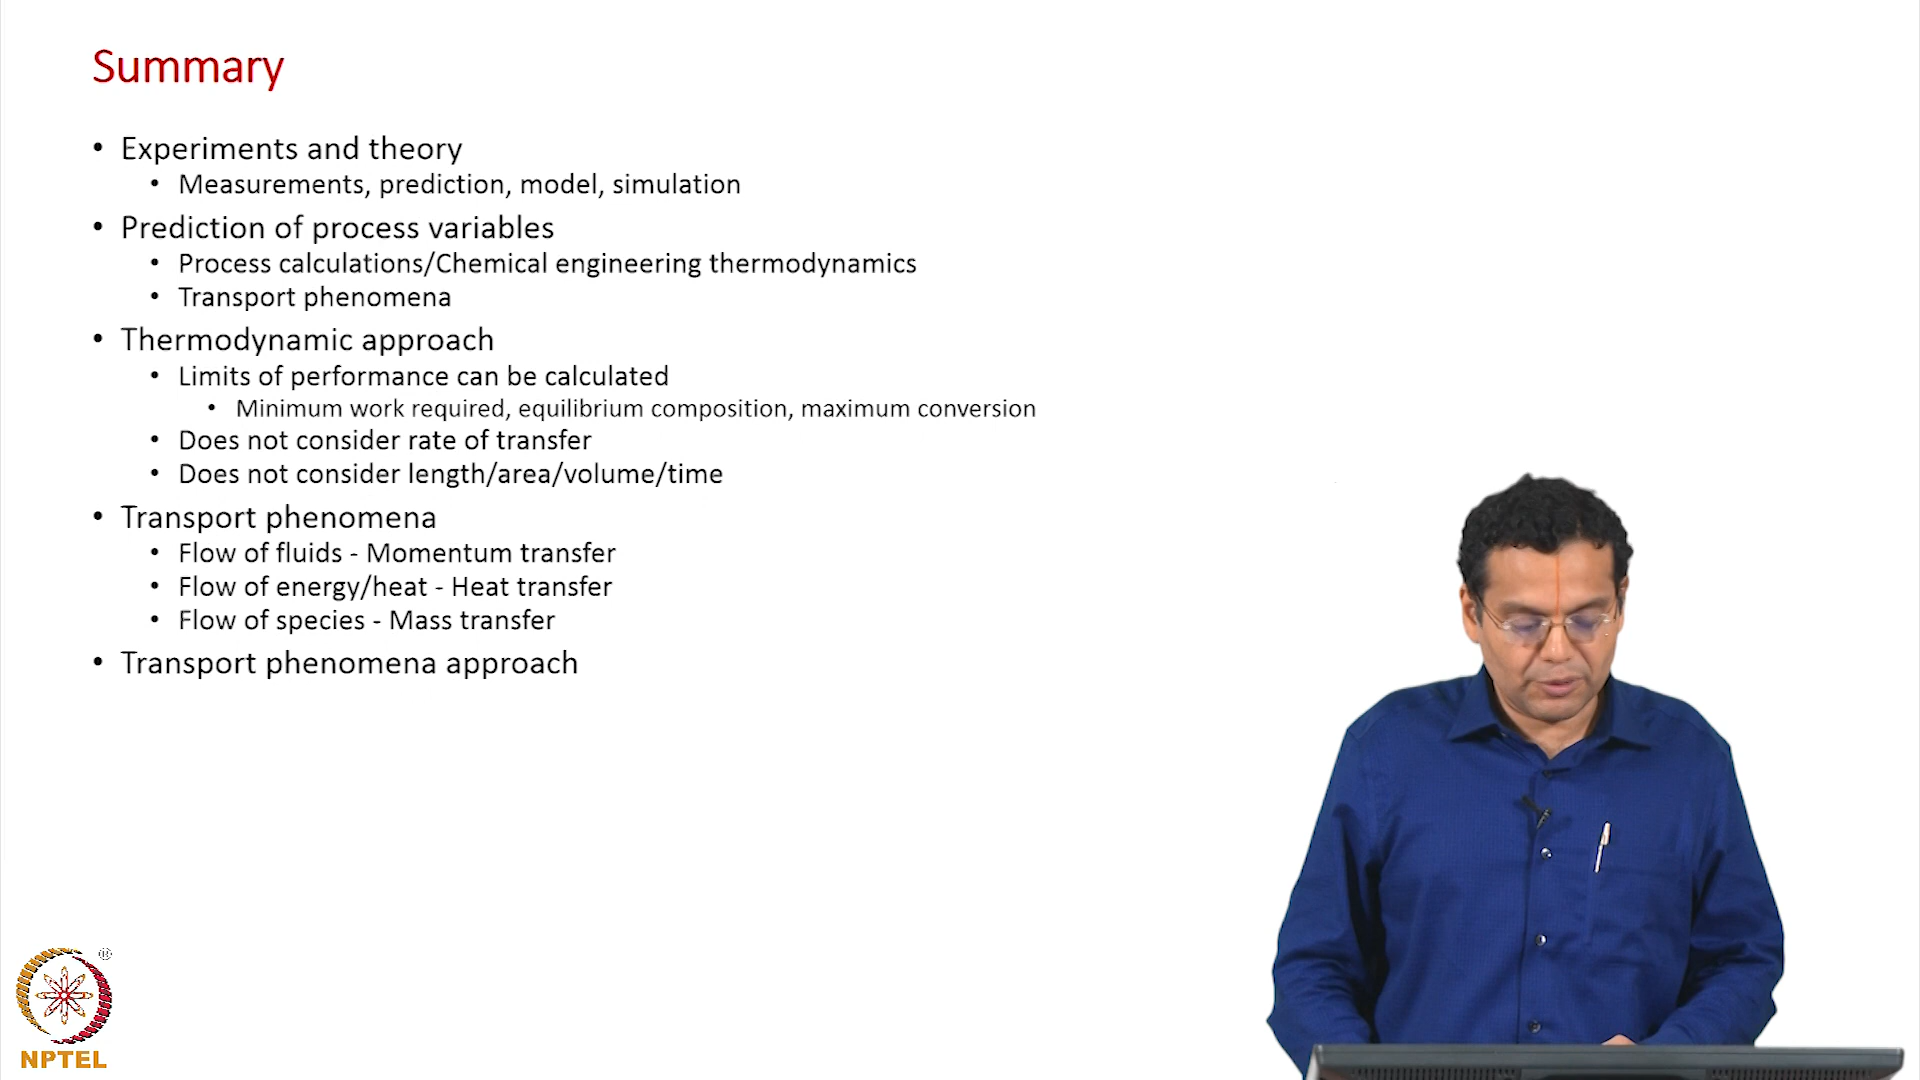 Summary
• Experiments and theory
• Measurements, prediction, model, simulation
• Prediction of process variables
• Process calculations/Chemical engineering thermodynamics
• Transport phenomena
• Thermodynamic approach
• Limits of performance can be calculated
• Minimum work required, equilibrium composition, maximum conversion
• Does not consider rate of transfer
• Does not consider length/area/volume/time
• Transport phenomena
• Flow of fluids - Momentum transfer
• Flow of energy/heat - Heat transfer
• Flow of species - Mass transfer
• Transport phenomena approach
®
NPTEL